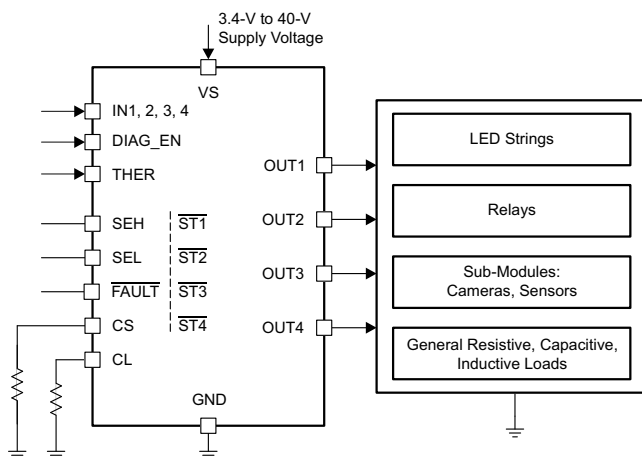 3.4-V to 40-V
Supply Voltage
VS
IN1, 2, 3, 4
DIAG_EN
THER
SEH
ST1
SEL
ST2
FAULT
ST3
CS
ST4
CL
GND
OUT1
OUT2
OUT3
OUT4
LED Strings
Relays
Sub-Modules:
Cameras, Sensors
General Resistive, Capacitive,
Inductive Loads